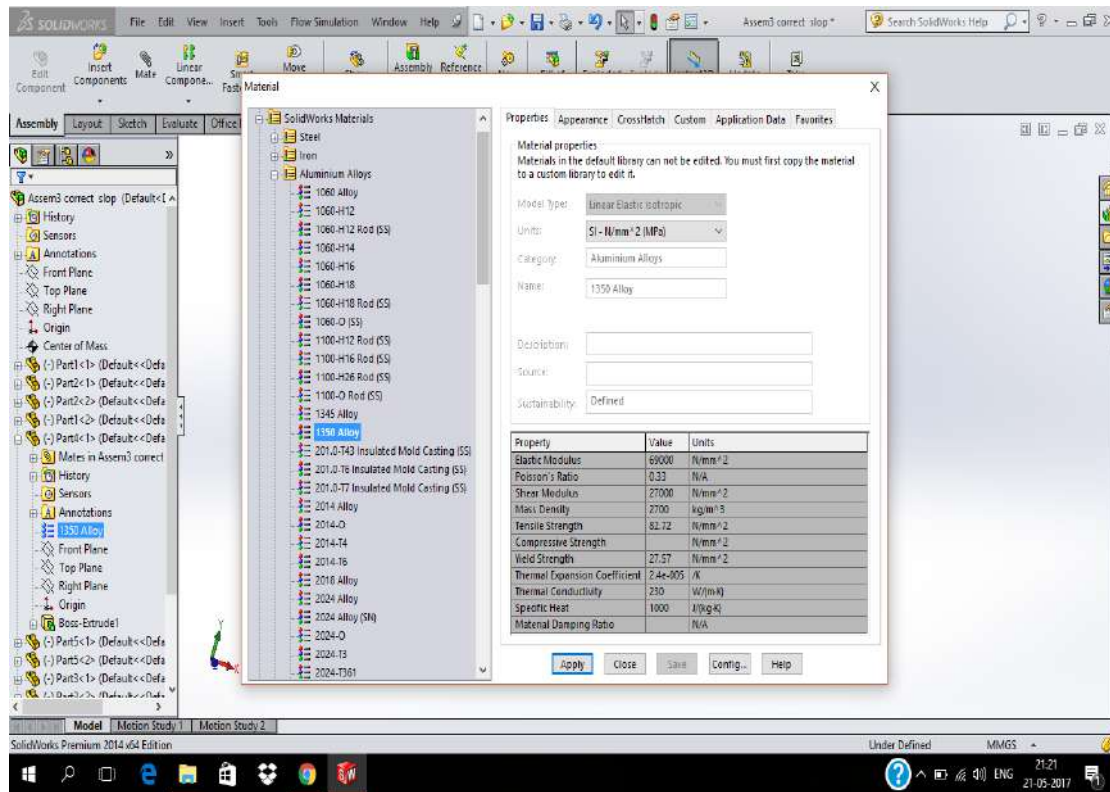 SOLIDWORKS File Edit View Insert Tools Flow Simulation Window Help Assem3 correct slop * Search SolidWorks Help
Edit Component
Insert Components
Mate
Linear Compone...
Move
Assembly
Reference
Assembly Layout Sketch Evaluate Office
Assem3 correct slop (Default<
History
Sensors
Annotations
Front Plane
Top Plane
Right Plane
Origin
Center of Mass
(-) Part1<1> (Default<<Defa
(-) Part2<1> (Default<<Defa
(-) Part2<2> (Default<<Defa
(-) Part1<2> (Default<<Defa
(-) Part4<1> (Default<<Defa
Mates in Assem3 correct
History
Sensors
Annotations
1350 Alloy
Front Plane
Top Plane
Right Plane
Origin
Boss-Extrude1
(-) Part5<1> (Default<<Defa
(-) Part5<2> (Default<<Defa
(-) Part3<1> (Default<<Defa
Material X
SolidWorks Materials
Steel
Iron
Aluminium Alloys
1060 Alloy
1060-H12
1060-H12 Rod (SS)
1060-H14
1060-H16
1060-H18
1060-H18 Rod (SS)
1060-O (SS)
1100-H12 Rod (SS)
1100-H16 Rod (SS)
1100-H26 Rod (SS)
1100-O Rod (SS)
1345 Alloy
1350 Alloy
201.0-T43 Insulated Mold Casting (SS)
201.0-T6 Insulated Mold Casting (SS)
201.0-T7 Insulated Mold Casting (SS)
2014 Alloy
2014-O
2014-T4
2014-T6
2018 Alloy
2024 Alloy
2024 Alloy (SN)
2024-O
2024-T3
2024-T361
Properties Appearance CrossHatch Custom Application Data Favorites
Material properties
Materials in the default library can not be edited. You must first copy the material
to a custom library to edit it.
Model Type: Linear Elastic Isotropic
Units: SI - N/mm^2 (MPa)
Category: Aluminium Alloys
Name: 1350 Alloy
Description:
Source:
Sustainability: Defined
Property Value Units
Elastic Modulus 69000 N/mm^2
Poisson's Ratio 0.33 N/A
Shear Modulus 27000 N/mm^2
Mass Density 2700 kg/m^3
Tensile Strength 82.72 N/mm^2
Compressive Strength N/mm^2
Yield Strength 27.57 N/mm^2
Thermal Expansion Coefficient 2.4e-005 /K
Thermal Conductivity 230 W/(m·K)
Specific Heat 1000 J/(kg·K)
Material Damping Ratio N/A
Apply Close Save Config... Help
Y
Model Motion Study 1 Motion Study 2
SolidWorks Premium 2014 x64 Edition Under Defined MMGS
ENG 21:21
21-05-2017